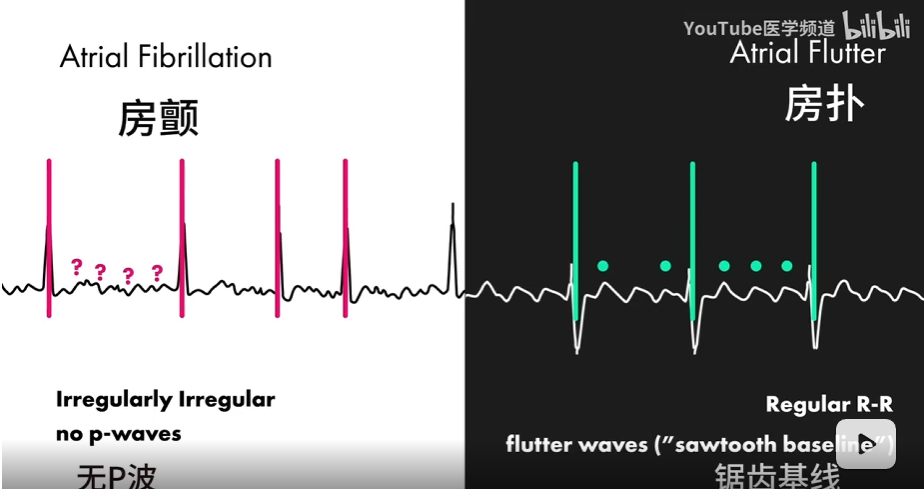 Atrial Fibrillation
房颤
? ? ? ?
Irregularly Irregular
no p-waves
无P波
YouTube医学频道 bilibili
Atrial Flutter
房扑
Regular R-R
flutter waves ("sawtooth baseline")
锯齿基线